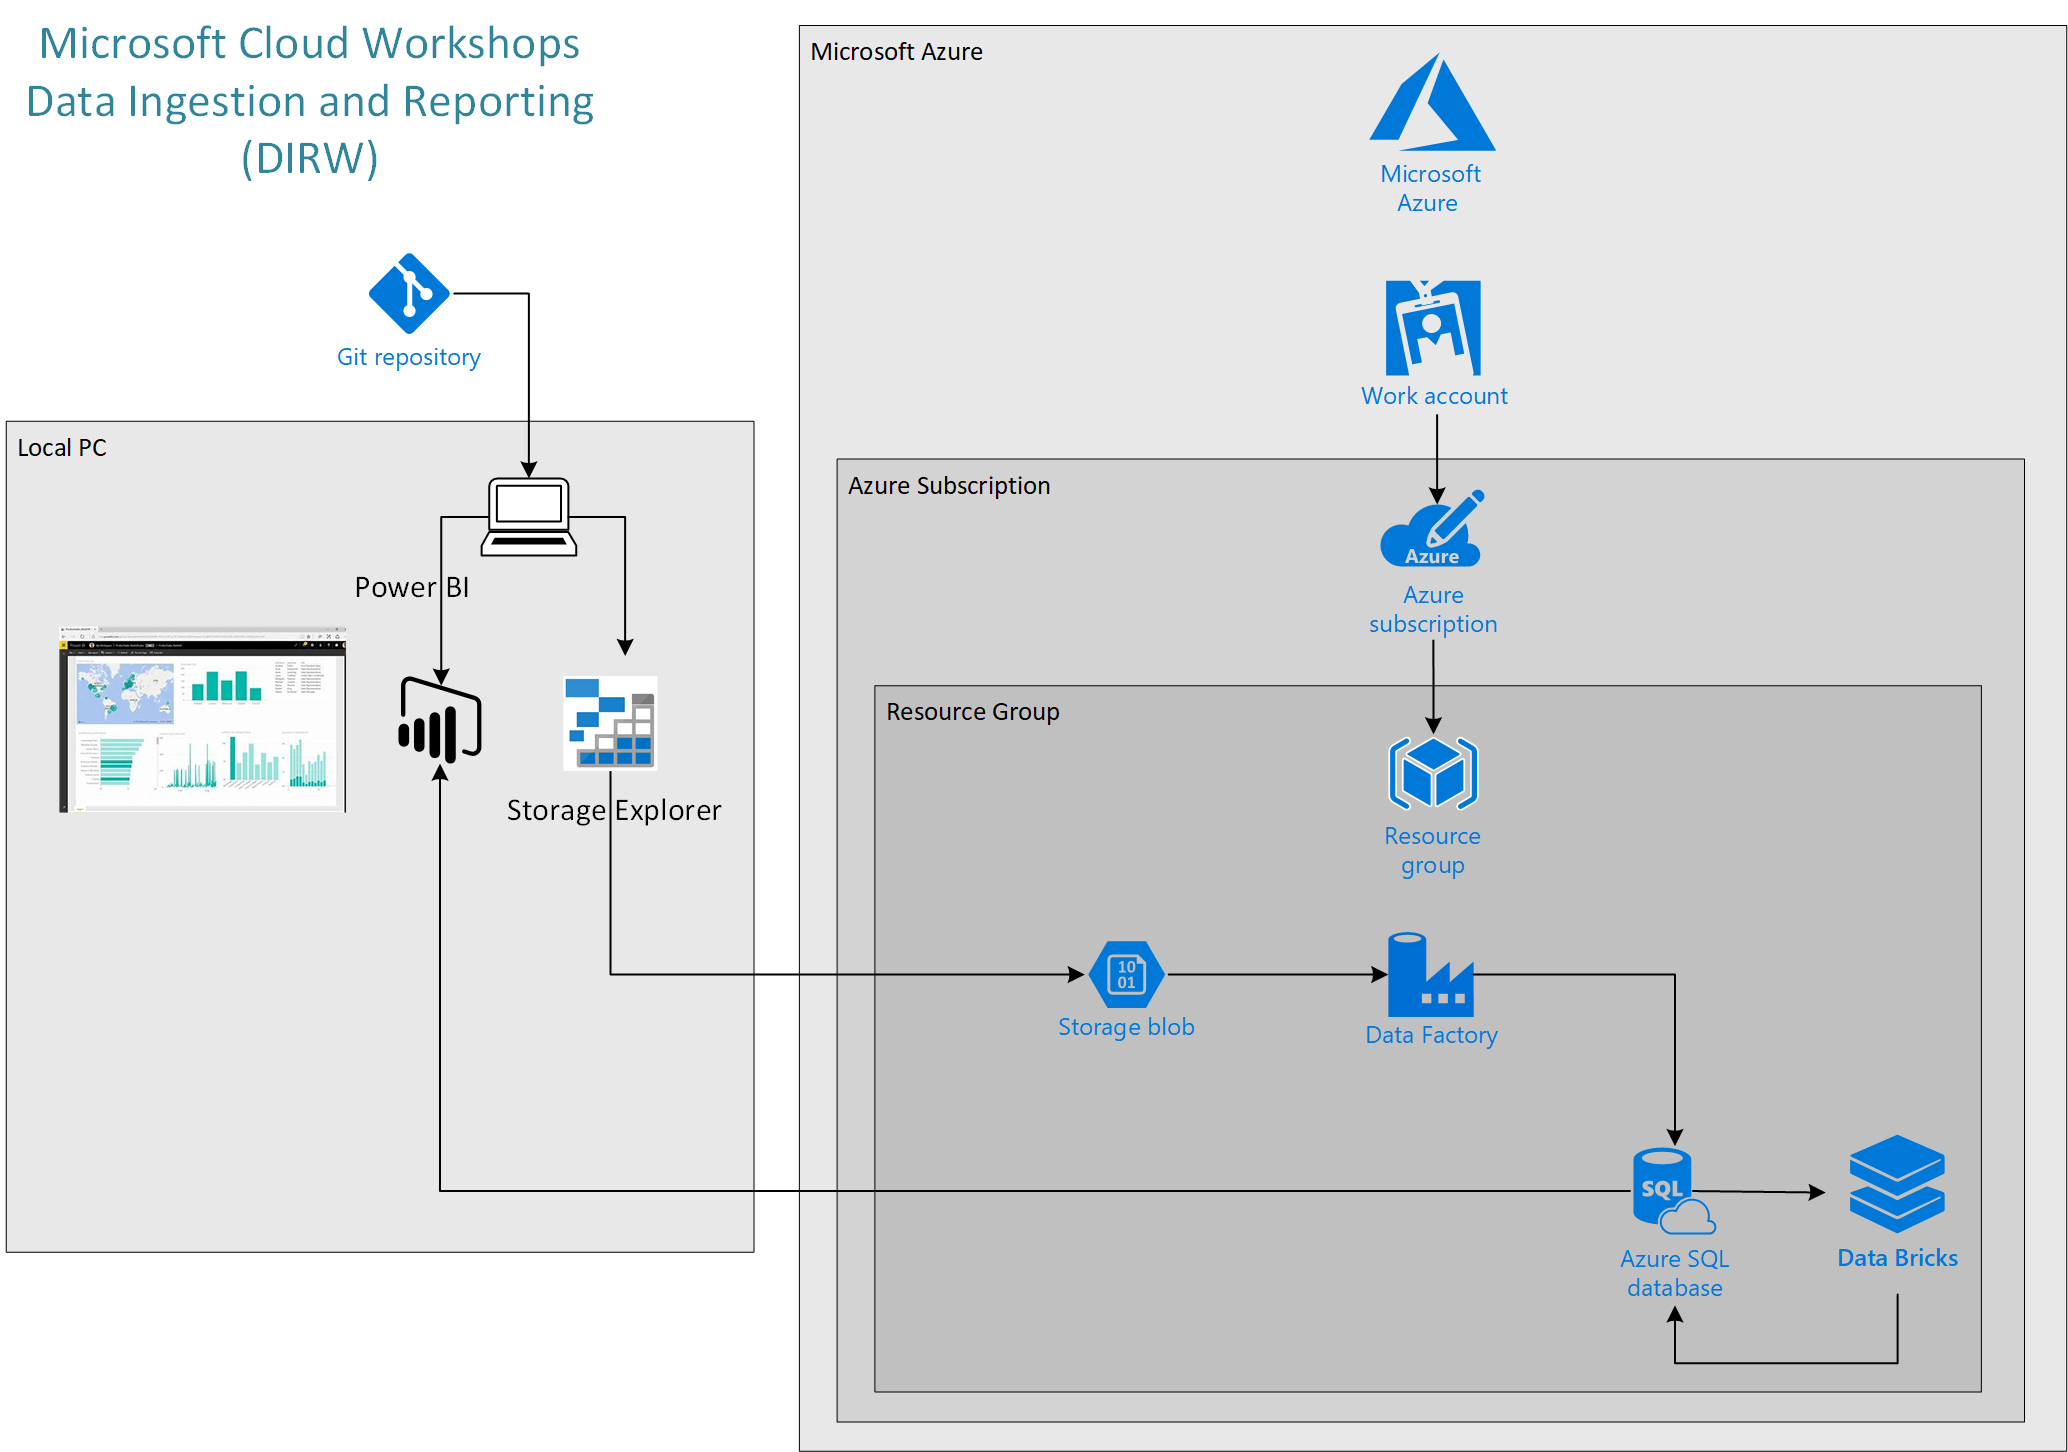 Microsoft Cloud Workshops
Data Ingestion and Reporting
(DIRW)
Microsoft Azure
Microsoft
Azure
Git repository
Work account
Local PC
Azure Subscription
Azure
Azure
subscription
Power BI
Resource Group
Resource
group
Storage Explorer
10
01
Storage blob
Data Factory
SQL
Azure SQL
database
Data Bricks